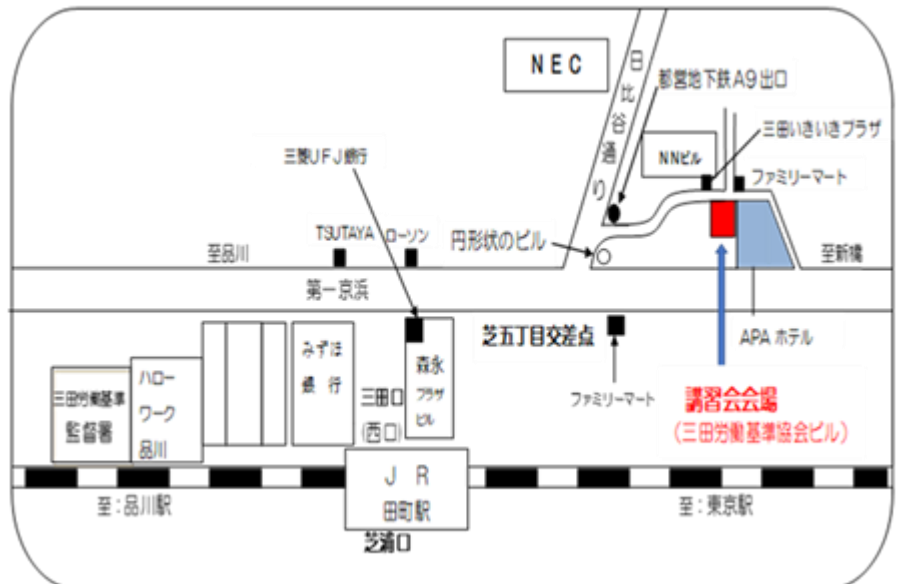 NEC
日比谷通り
都営地下鉄A9出口
三田いきいきプラザ
NNビル
ファミリーマート
三菱UFJ銀行
TSUTAYA
ローソン
円形状のビル
至品川
至新橋
第一京浜
芝五丁目交差点
APAホテル
みずほ
銀行
森永
プラザ
ビル
三田口
(西口)
ファミリーマート
講習会会場
(三田労働基準協会ビル)
三田労働基準
監督署
ハロー
ワーク
品川
JR
田町駅
至:品川駅
至:東京駅
芝浦口